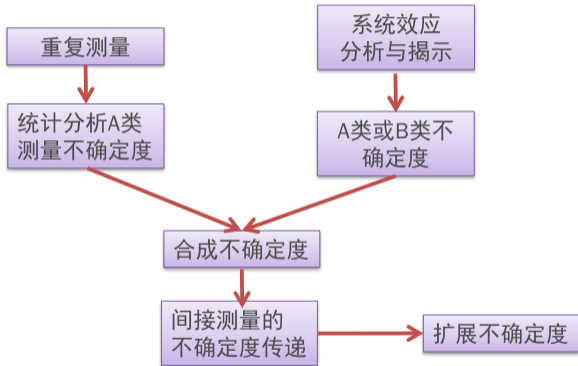 重复测量
系统效应
分析与揭示
统计分析A类
测量不确定度
A类或B类不
确定度
合成不确定度
间接测量的
不确定度传递
扩展不确定度